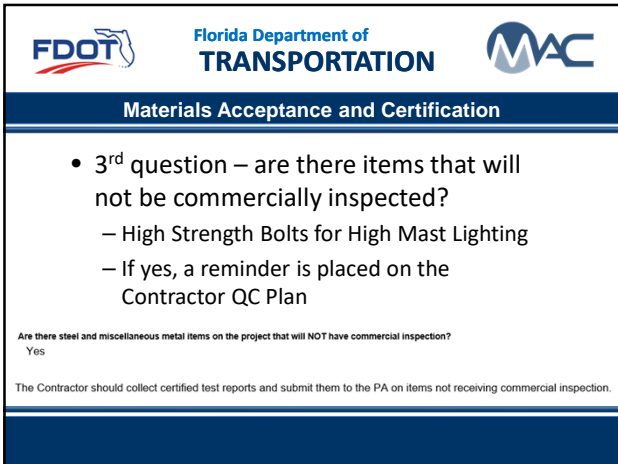 FDOT
Florida Department of
TRANSPORTATION
MAC
Materials Acceptance and Certification
• 3rd question – are there items that will
not be commercially inspected?
– High Strength Bolts for High Mast Lighting
– If yes, a reminder is placed on the
Contractor QC Plan
Are there steel and miscellaneous metal items on the project that will NOT have commercial inspection?
Yes
The Contractor should collect certified test reports and submit them to the PA on items not receiving commercial inspection.